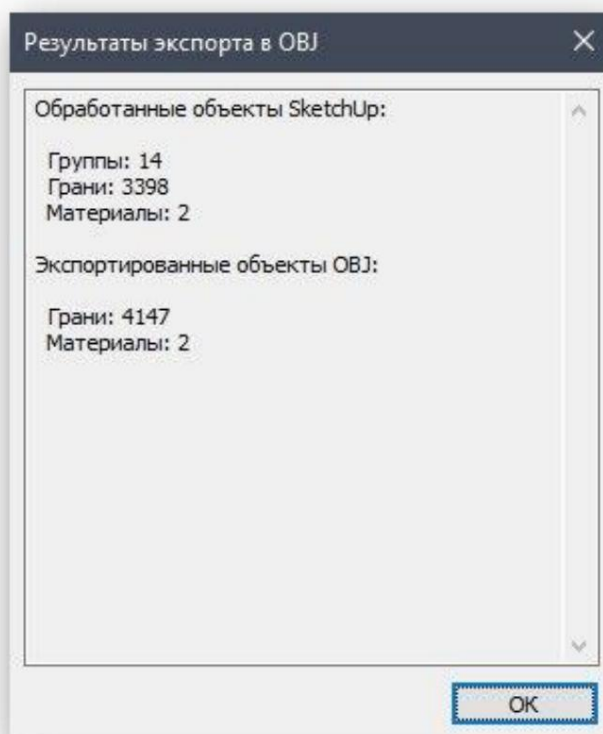 Результаты экспорта в OBJ
Обработанные объекты SketchUp:
Группы: 14
Грани: 3398
Материалы: 2
Экспортированные объекты OBJ:
Грани: 4147
Материалы: 2
ОК